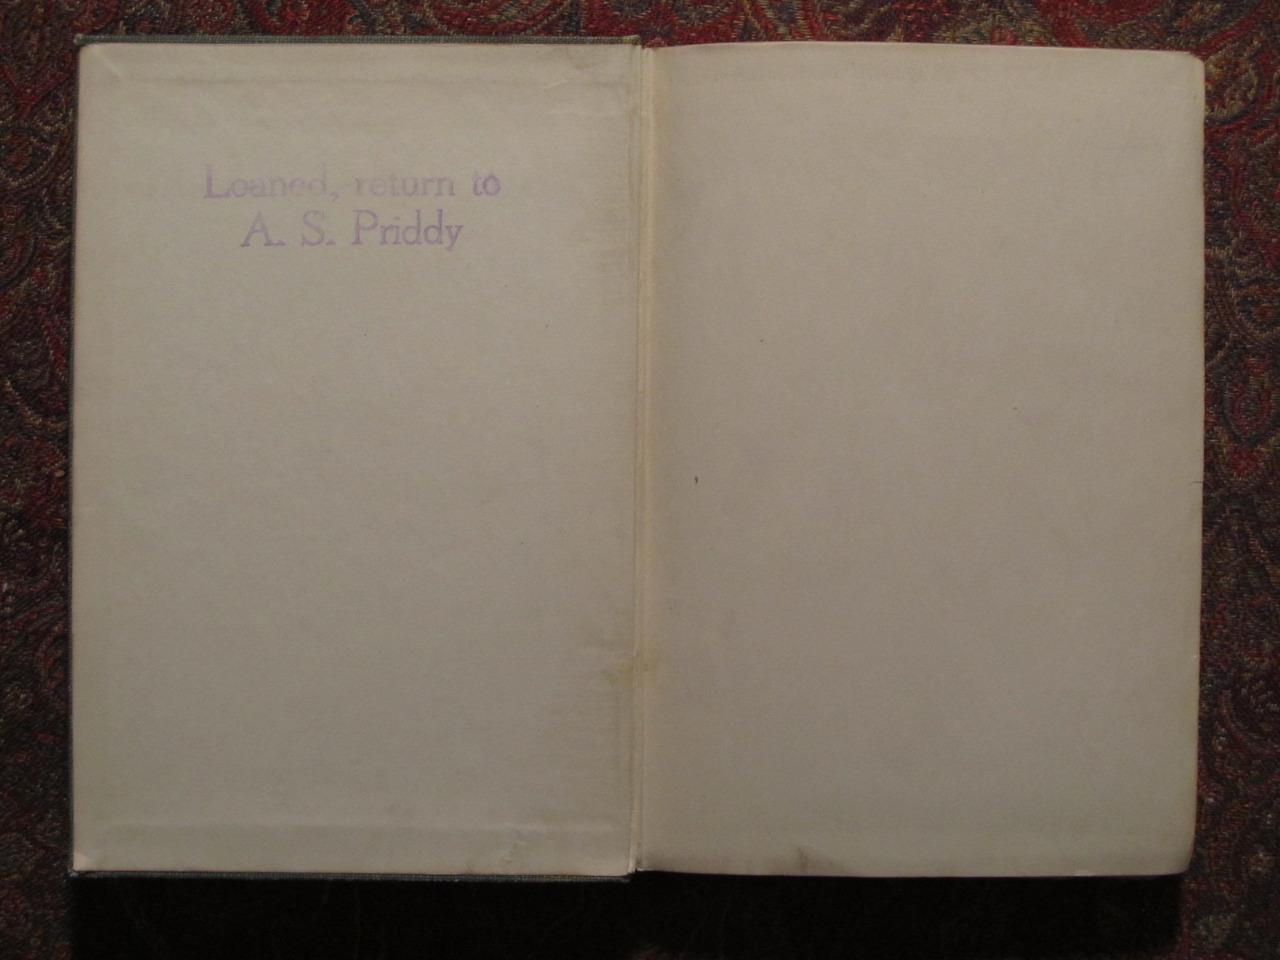 Loaned, return to
A. S. Priddy